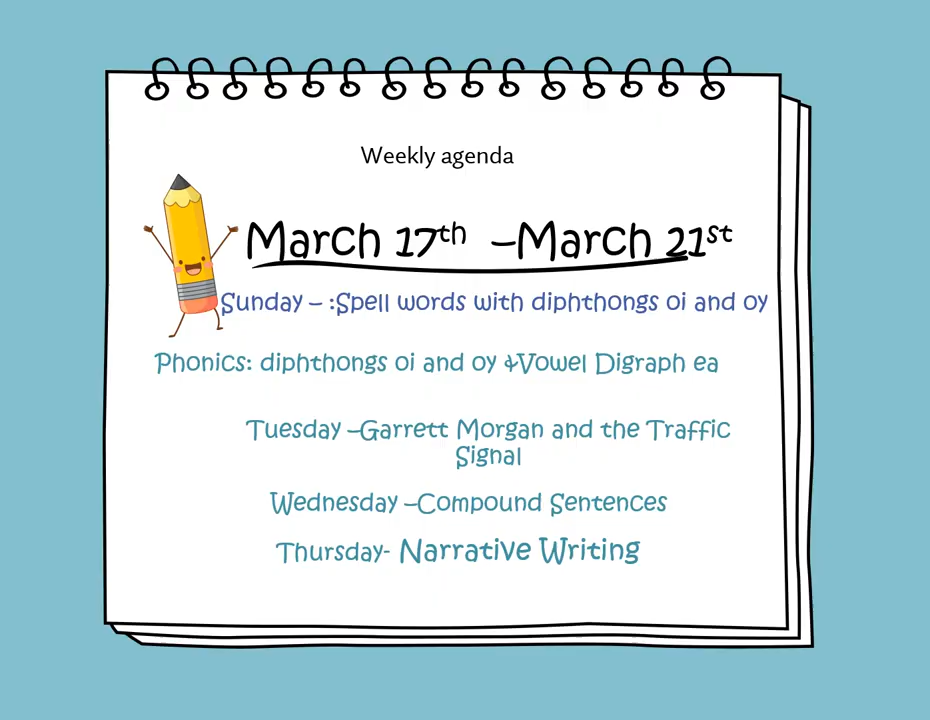 Weekly agenda
March 17th –March 21st
Sunday – :Spell words with diphthongs oi and oy
Phonics: diphthongs oi and oy &Vowel Digraph ea
Tuesday –Garrett Morgan and the Traffic
Signal
Wednesday –Compound Sentences
Thursday- Narrative Writing